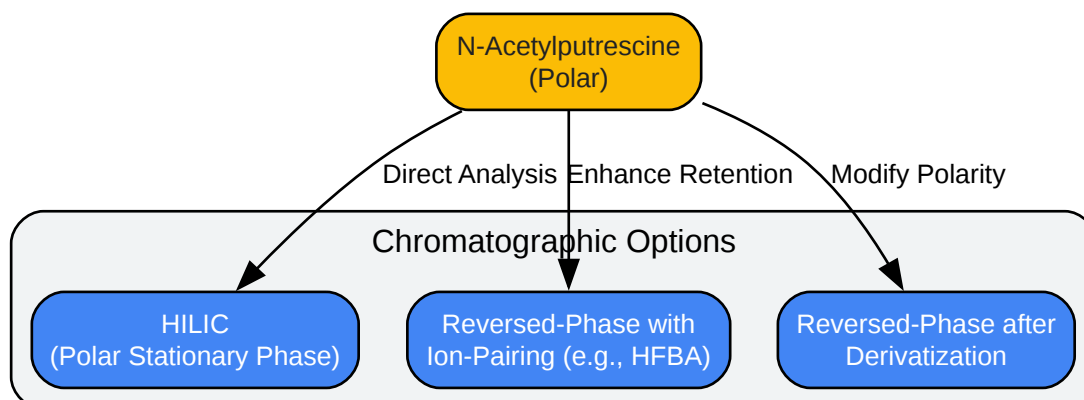 N-Acetylputrescine
(Polar)
Direct Analysis
Enhance Retention
Modify Polarity
Chromatographic Options
HILIC
(Polar Stationary Phase)
Reversed-Phase with
Ion-Pairing (e.g., HFBA)
Reversed-Phase after
Derivatization